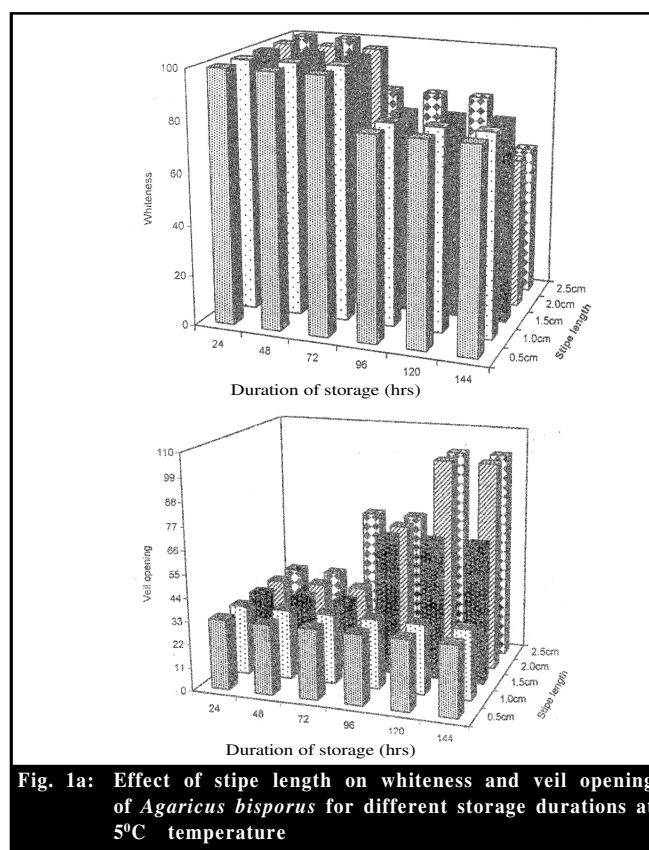 100
80
60
40
20
0
Whiteness
24
48
72
96
120
144
Duration of storage (hrs)
0.5cm
1.0cm
1.5cm
2.0cm
2.5cm
Stipe length
110
99
88
77
66
55
44
33
22
11
0
Veil opening
24
48
72
96
120
144
Duration of storage (hrs)
0.5cm
1.0cm
1.5cm
2.0cm
2.5cm
Stipe length
Fig. 1a: Effect of stipe length on whiteness and veil opening
of Agaricus bisporus for different storage durations at
5⁰C temperature